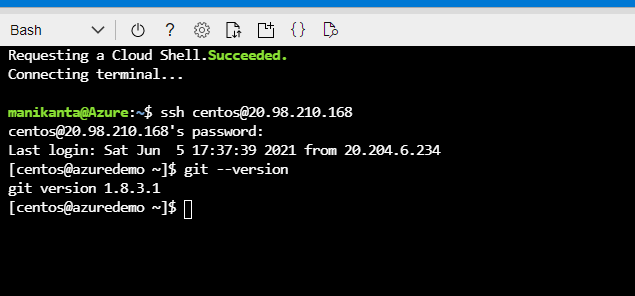 Bash
Requesting a Cloud Shell.Succeeded.
Connecting terminal...
manikanta@Azure:~$ ssh centos@20.98.210.168
centos@20.98.210.168's password:
Last login: Sat Jun  5 17:37:39 2021 from 20.204.6.234
[centos@azuredemo ~]$ git --version
git version 1.8.3.1
[centos@azuredemo ~]$